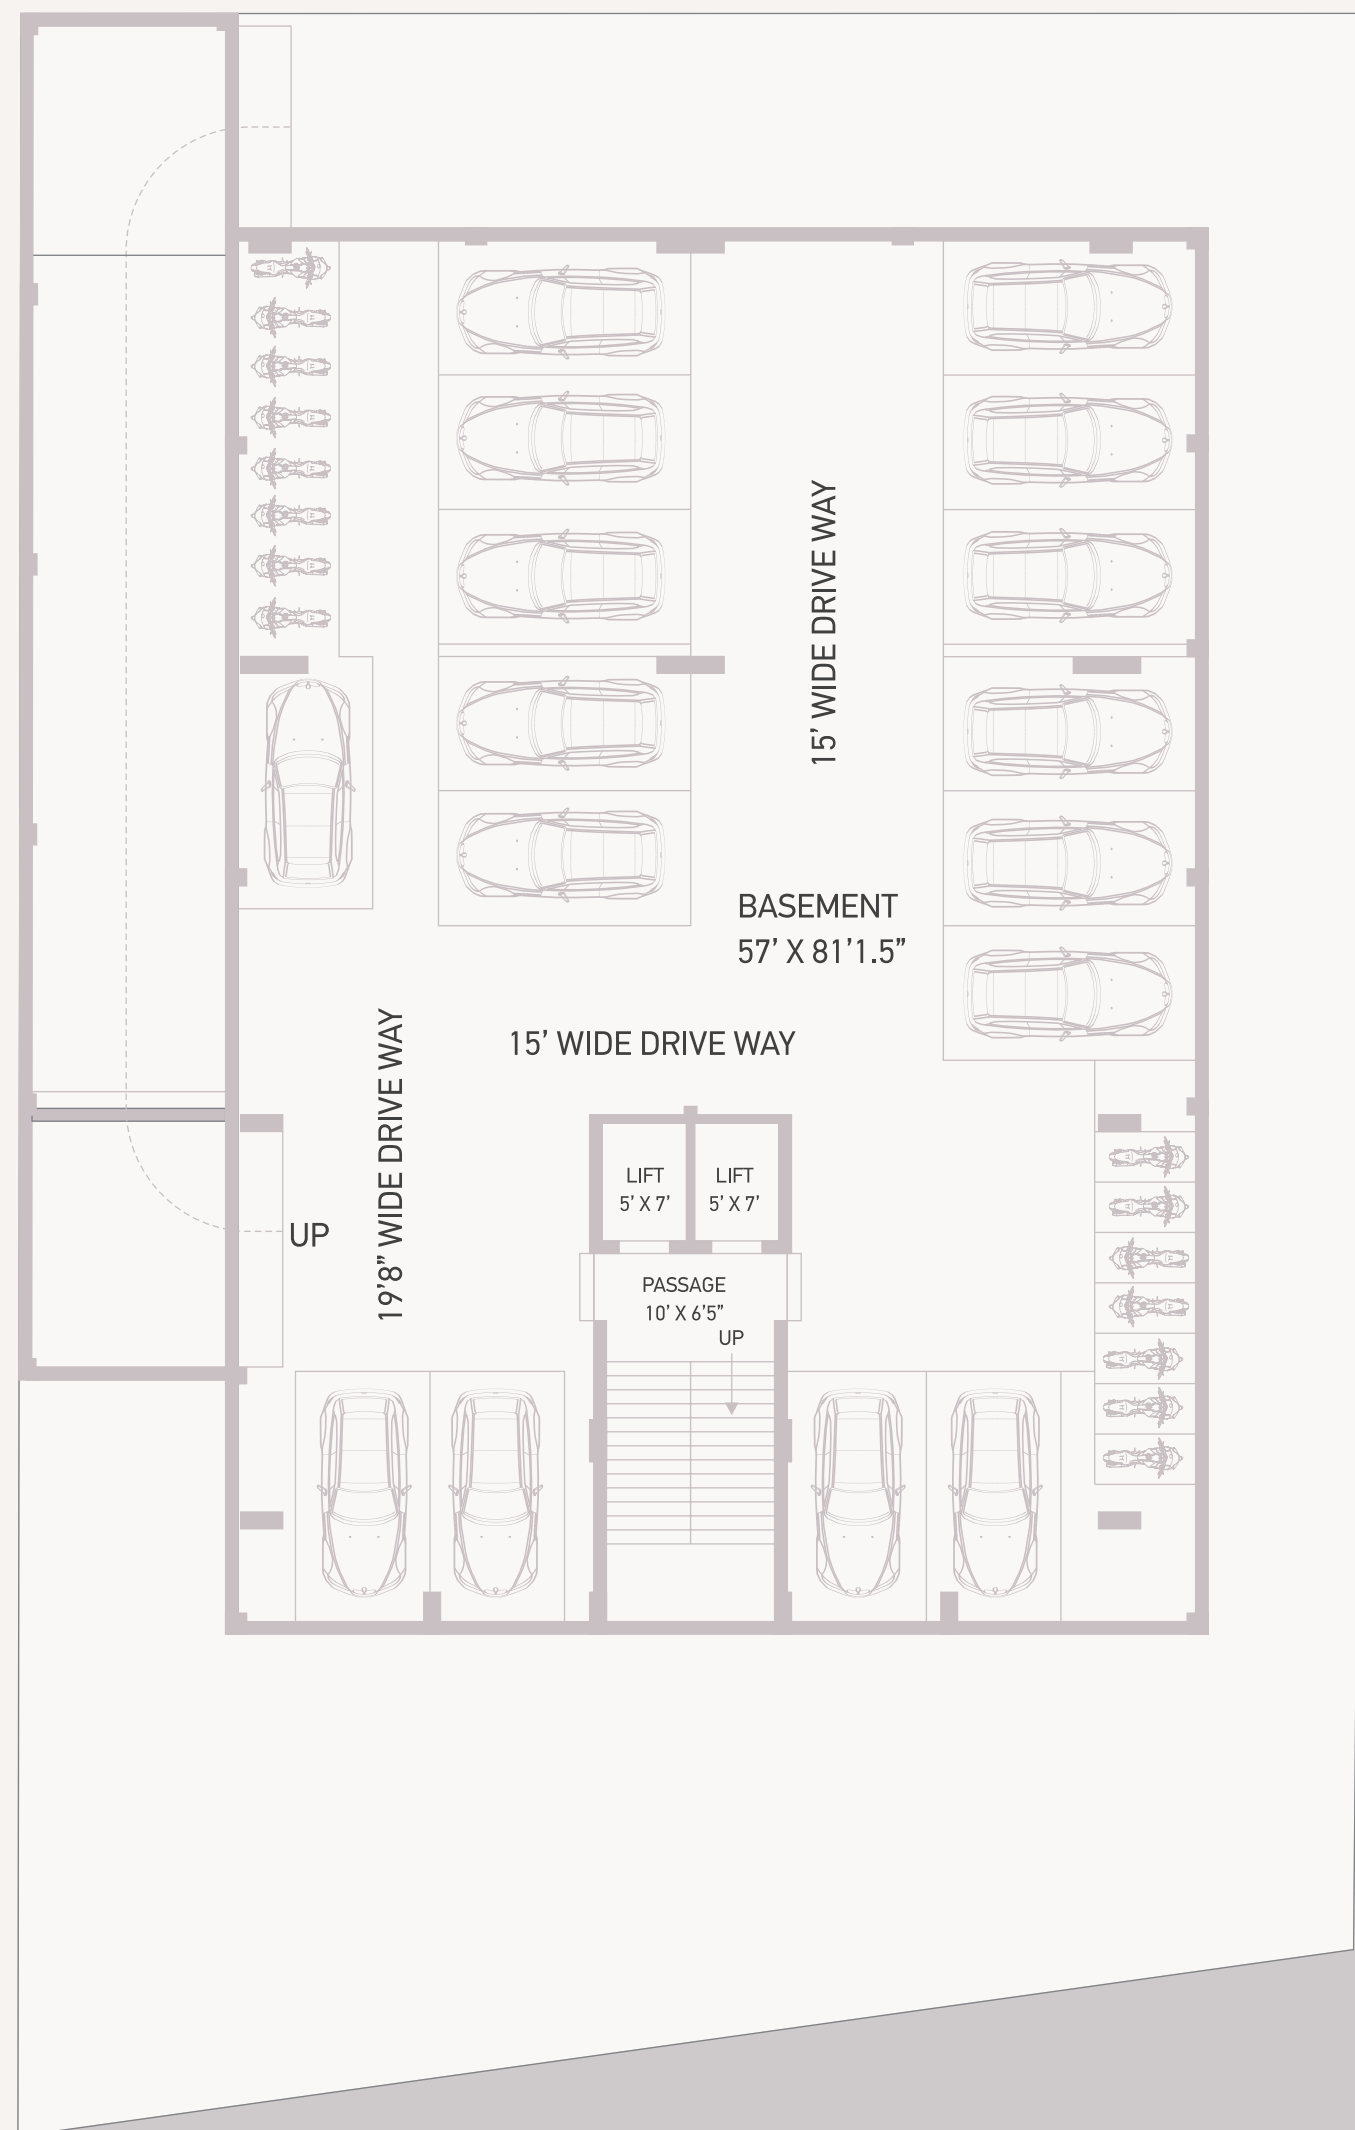 15’ WIDE DRIVE WAY
BASEMENT
57’ X 81’1.5”
15’ WIDE DRIVE WAY
19’8” WIDE DRIVE WAY
UP
LIFT
5’ X 7’
LIFT
5’ X 7’
PASSAGE
10’ X 6’5”
UP